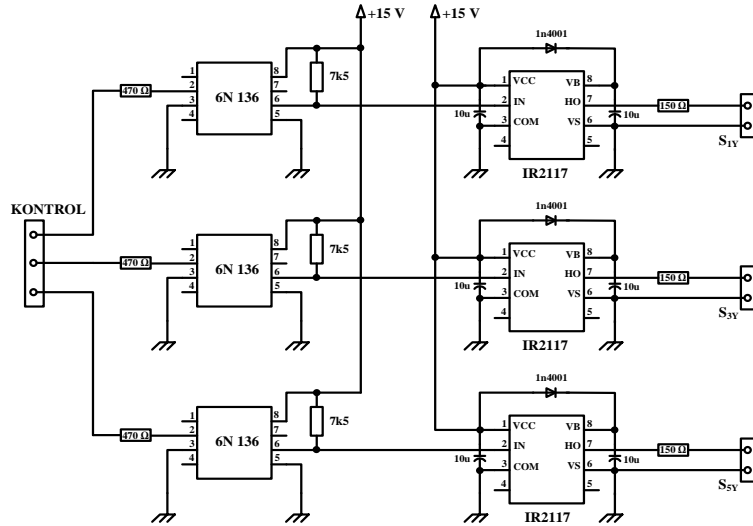 +15 V
+15 V
1n4001
470 Ω
1
2
3
4
6N 136
8
7
6
5
7k5
10u
1
2
3
4
VCC
IN
COM
VB
HO
VS
8
7
6
5
10u
150 Ω
S1Y
IR2117
KONTROL
1n4001
470 Ω
1
2
3
4
6N 136
8
7
6
5
7k5
10u
1
2
3
4
VCC
IN
COM
VB
HO
VS
8
7
6
5
10u
150 Ω
S3Y
IR2117
1n4001
470 Ω
1
2
3
4
6N 136
8
7
6
5
7k5
10u
1
2
3
4
VCC
IN
COM
VB
HO
VS
8
7
6
5
10u
150 Ω
S5Y
IR2117